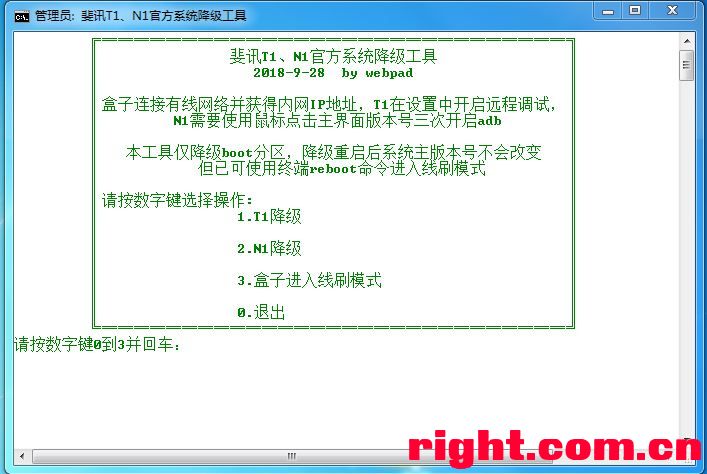 管理员: 斐讯T1、N1官方系统降级工具
斐讯T1、N1官方系统降级工具
2018-9-28 by webpad
盒子连接有线网络并获得内网IP地址，T1在设置中开启远程调试，
N1需要使用鼠标点击主界面版本号三次开启adb
本工具仅降级boot分区，降级重启后系统主版本号不会改变
但已可使用终端reboot命令进入线刷模式
请按数字键选择操作：
1.T1降级
2.N1降级
3.盒子进入线刷模式
0.退出
请按数字键0到3并回车：
right.com.cn